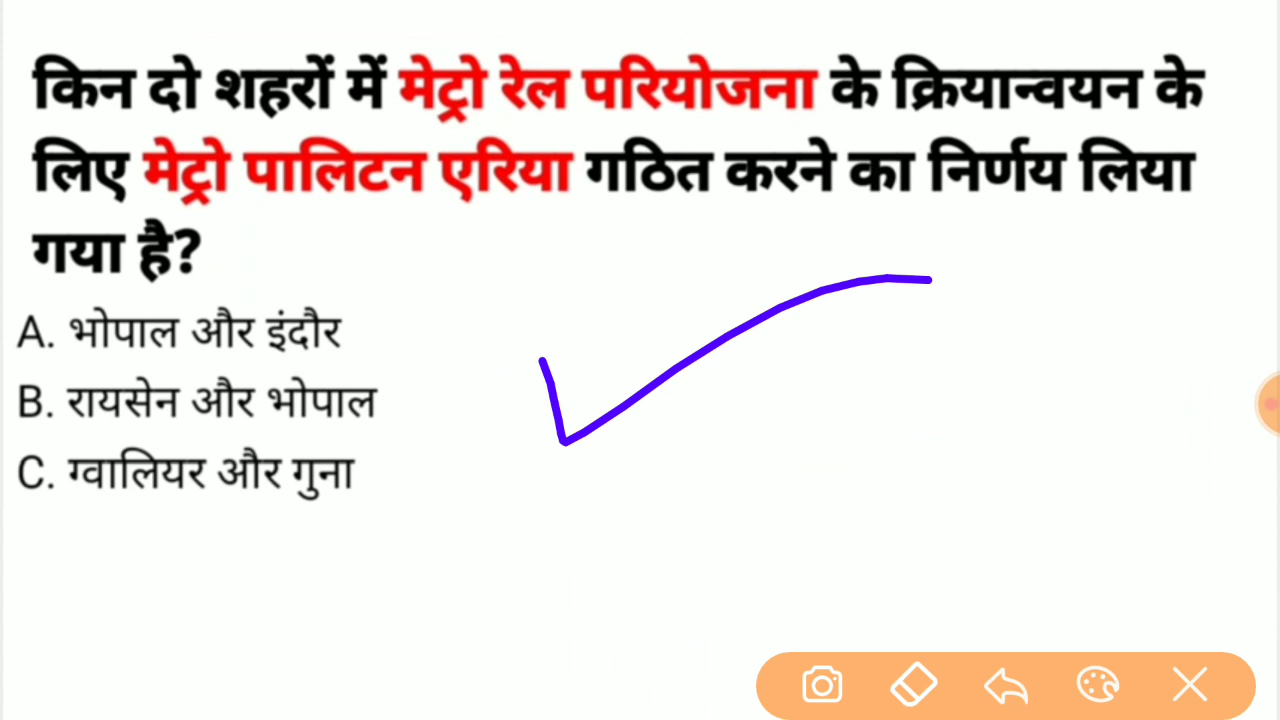 किन दो शहरों में मेट्रो रेल परियोजना के क्रियान्वयन के
लिए मेट्रो पालिटन एरिया गठित करने का निर्णय लिया
गया है?
A. भोपाल और इंदौर
B. रायसेन और भोपाल
C. ग्वालियर और गुना